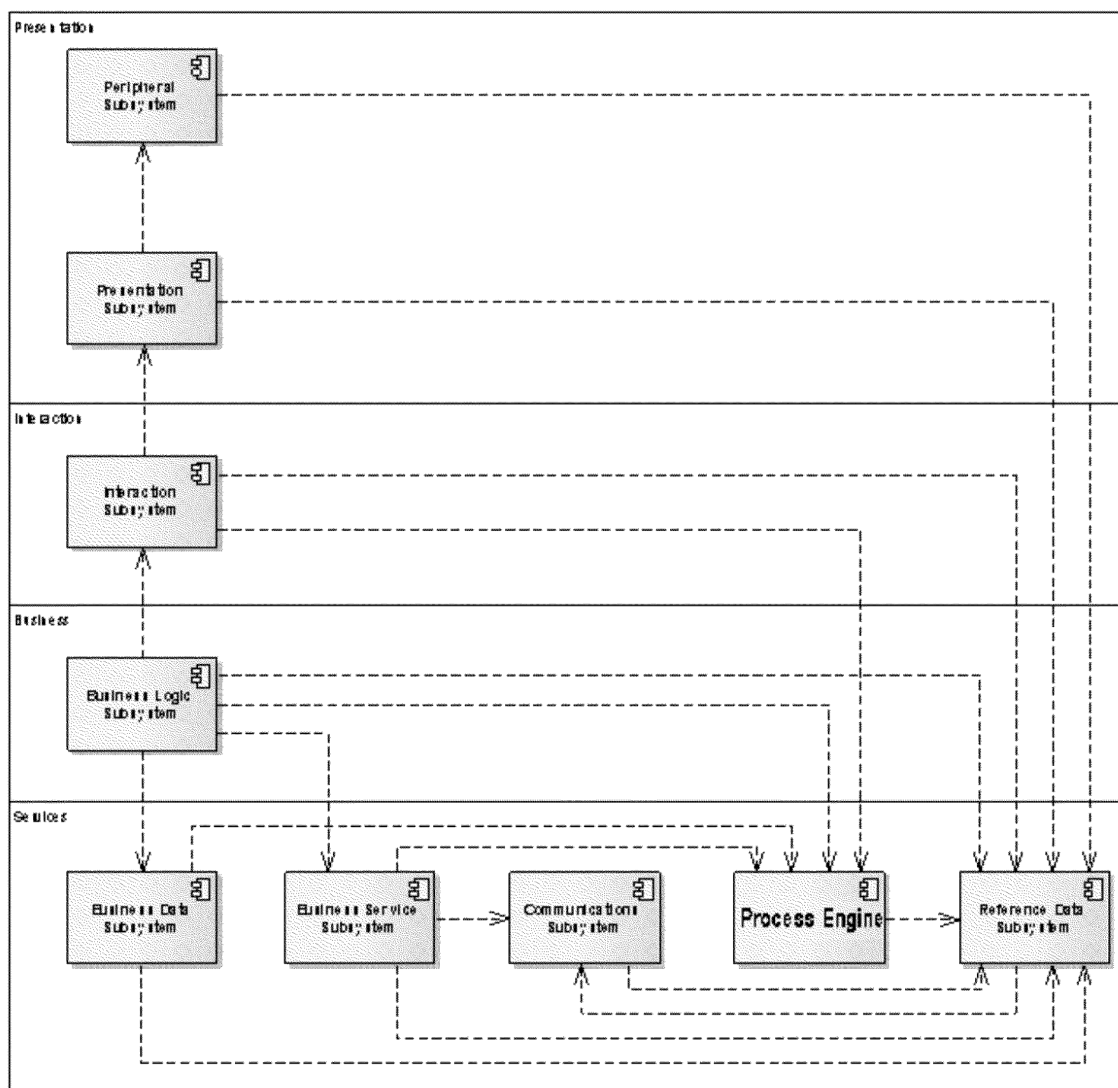 Presentation
Peripheral
Subsystem
Presentation
Subsystem
Interaction
Interaction
Subsystem
Business
Business Logic
Subsystem
Services
Business Data
Subsystem
Business Service
Subsystem
Communications
Subsystem
Process Engine
Reference Data
Subsystem